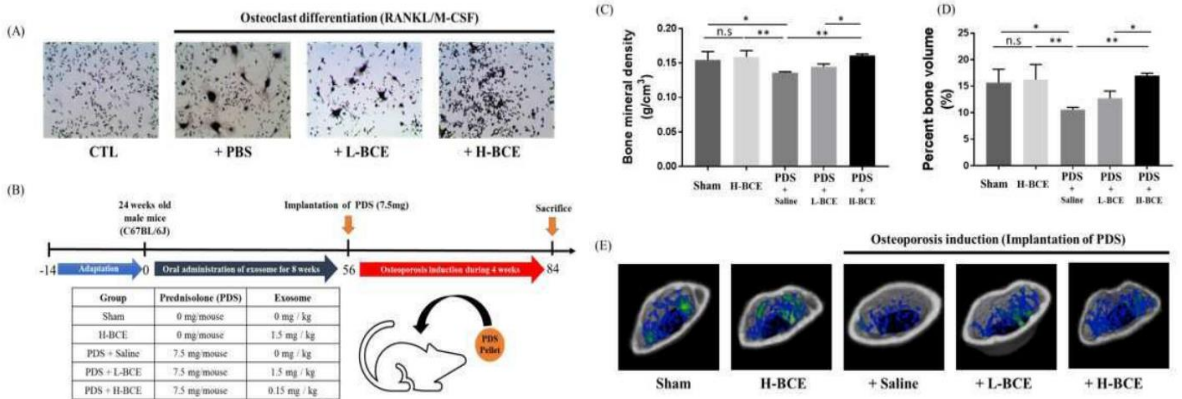 (A)
Osteoclast differentiation (RANKL/M-CSF)
CTL
+ PBS
+ L-BCE
+ H-BCE
(B)
24 weeks old
male mice
(C67BL/6J)
Implantation of PDS (7.5mg)
Sacrifice
-14
Adaptation
0
Oral administration of exosome for 8 weeks
56
Osteoporosis induction during 4 weeks
84
Group Prednisolone (PDS) Exosome
Sham 0 mg/mouse 0 mg / kg
H-BCE 0 mg/mouse 1.5 mg / kg
PDS + Saline 7.5 mg/mouse 0 mg / kg
PDS + L-BCE 7.5 mg/mouse 1.5 mg / kg
PDS + H-BCE 7.5 mg/mouse 0.15 mg / kg
PDS
Pellet
(C)
Bone mineral density
(g/cm³)
0.20
0.15
0.10
0.05
0.00
* *
n.s ** **
Sham
H-BCE
PDS
+
Saline
PDS
+
L-BCE
PDS
+
H-BCE
(D)
Percent bone volume
(%)
25
20
15
10
5
0
* *
n.s ** **
Sham
H-BCE
PDS
+
Saline
PDS
+
L-BCE
PDS
+
H-BCE
(E)
Osteoporosis induction (Implantation of PDS)
Sham
H-BCE
+ Saline
+ L-BCE
+ H-BCE